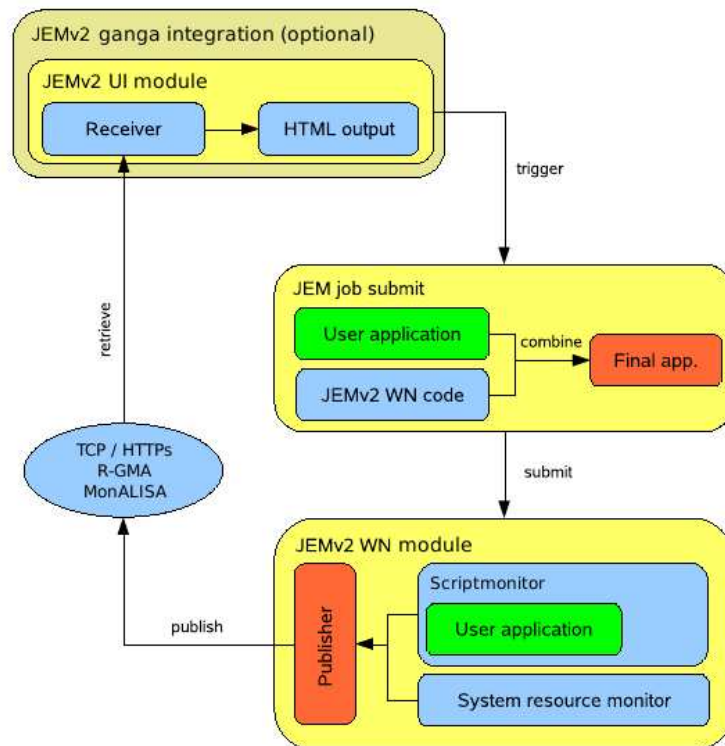 JEMv2 ganga integration (optional)
JEMv2 UI module
Receiver
HTML output
trigger
retrieve
JEM job submit
User application
combine
Final app.
JEMv2 WN code
TCP / HTTPs
R-GMA
MonALISA
submit
JEMv2 WN module
Scriptmonitor
User application
Publisher
publish
System resource monitor